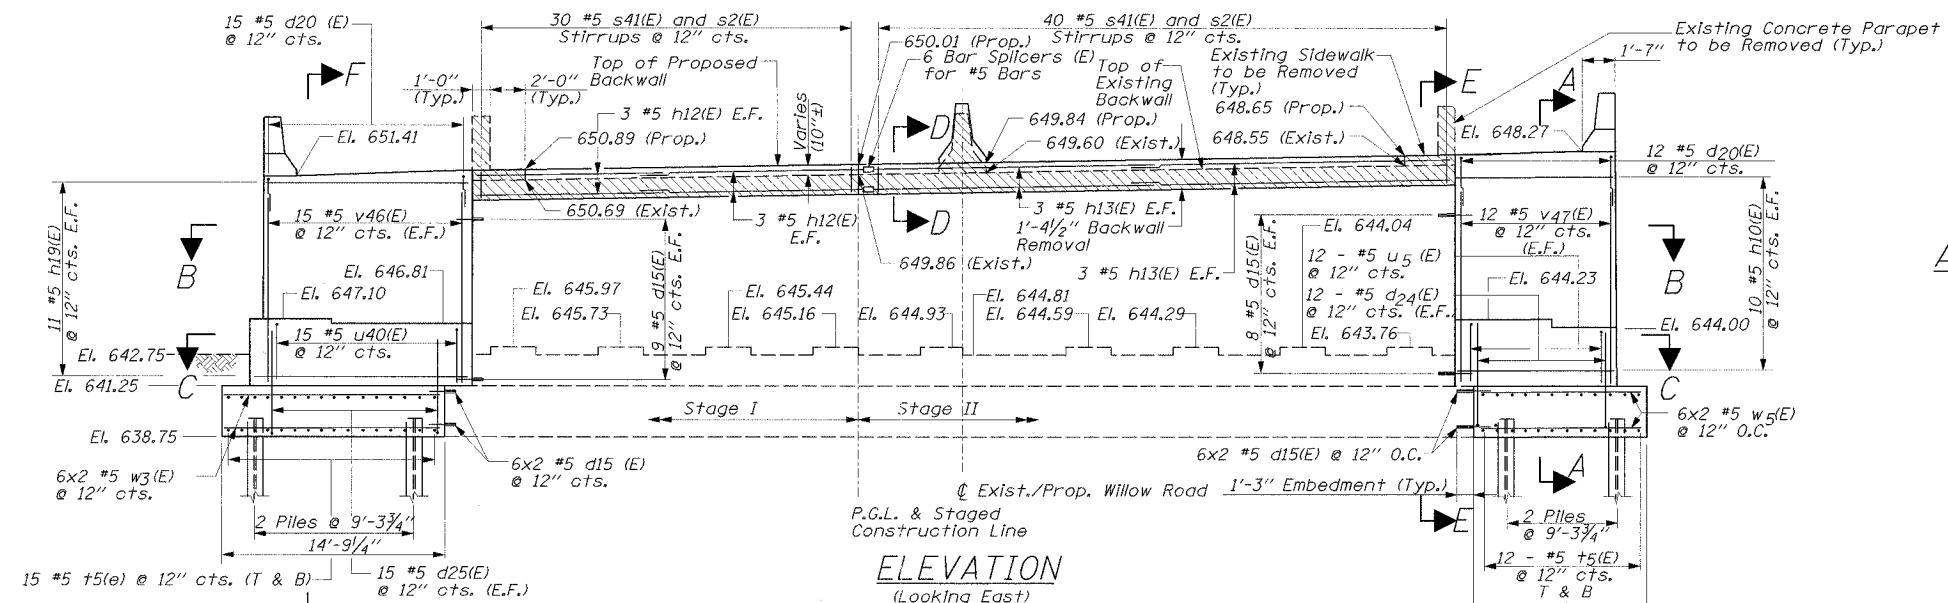 15 #5 d20 (E)
@ 12" cts.
30 #5 s41(E) and s2(E)
Stirrups @ 12" cts.
40 #5 s41(E) and s2(E)
Stirrups @ 12" cts.
Existing Concrete Parapet
to be Removed (Typ.)
1'-7"
650.01 (Prop.)
6 Bar Splicers (E)
for #5 Bars
Top of Proposed
Backwall
Top of
Existing
Backwall
Existing Sidewalk
to be Removed
(Typ.)
F
1'-0"
(Typ.)
2'-0"
(Typ.)
Varies
(10"±)
E
A
3 #5 h12(E) E.F.
648.65 (Prop.)
El. 651.41
650.89 (Prop.)
D
649.84 (Prop.)
649.60 (Exist.)
648.55 (Exist.)
El. 648.27
12 #5 d20(E)
@ 12" cts.
11 #5 h19(E)
@ 12" cts. E.F.
15 #5 v46(E)
@ 12" cts. (E.F.)
650.69 (Exist.)
3 #5 h12(E)
E.F.
D
3 #5 h13(E) E.F.
1'-4½" Backwall
Removal
649.86 (Exist.)
3 #5 h13(E) E.F.
El. 644.04
12 #5 v47(E)
@ 12" cts.
(E.F.)
10 #5 h10(E)
@ 12" cts. E.F.
B
B
A
El. 646.81
El. 647.10
9 #5 d15(E)
@ 12" cts. E.F.
8 #5 d15(E)
@ 12" cts. E.F.
12 - #5 u5 (E)
@ 12" cts.
12 - #5 d24(E)
@ 12" cts. (E.F.)
El. 644.23
El. 645.97
El. 645.73
El. 645.44
El. 645.16
El. 644.93
El. 644.81
El. 644.59
El. 644.29
El. 643.76
El. 644.00
15 #5 u40(E)
@ 12" cts.
El. 642.75
C
C
El. 641.25
Stage I
Stage II
El. 638.75
6x2 #5 w3(E)
@ 12" cts.
6x2 #5 d15 (E)
@ 12" cts.
6x2 #5 d15(E) @ 12" O.C.
6x2 #5 w5(E)
@ 12" O.C.
A
℄ Exist./Prop. Willow Road
1'-3" Embedment (Typ.)
E
2 Piles @ 9'-3¾"
14'-9¼"
P.G.L. & Staged
Construction Line
2 Piles
@ 9'-3¾"
15 #5 t5(e) @ 12" cts. (T & B)
15 #5 d25(E)
@ 12" cts. (E.F.)
12 - #5 t5(E)
@ 12" cts.
T & B
ELEVATION
(Looking East)